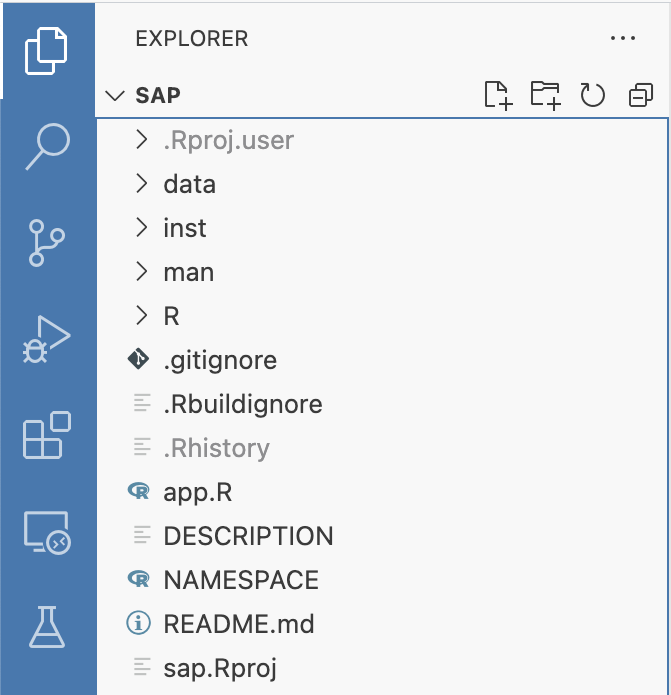 EXPLORER
SAP
.Rproj.user
data
inst
man
R
.gitignore
.Rbuildignore
.Rhistory
app.R
DESCRIPTION
NAMESPACE
README.md
sap.Rproj